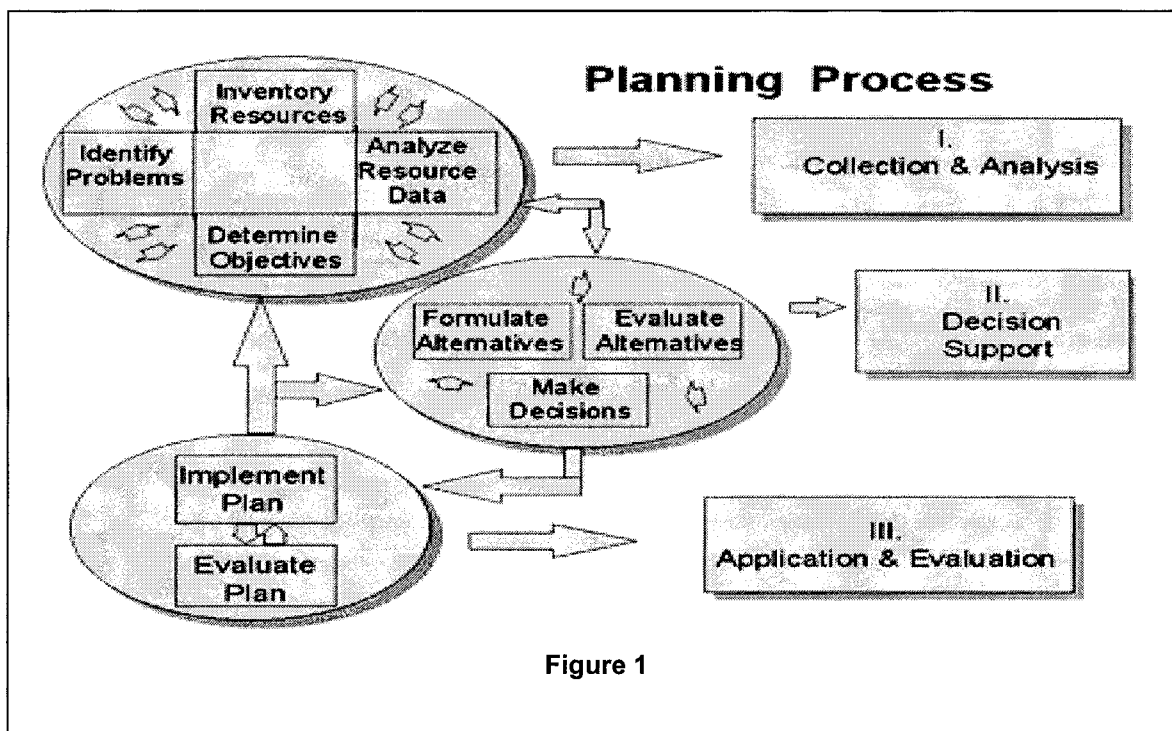 Planning Process
Inventory
Resources
Identify
Problems
Analyze
Resource
Data
Determine
Objectives
I.
Collection & Analysis
Formulate
Alternatives
Evaluate
Alternatives
Make
Decisions
II.
Decision
Support
Implement
Plan
Evaluate
Plan
III.
Application & Evaluation
Figure 1